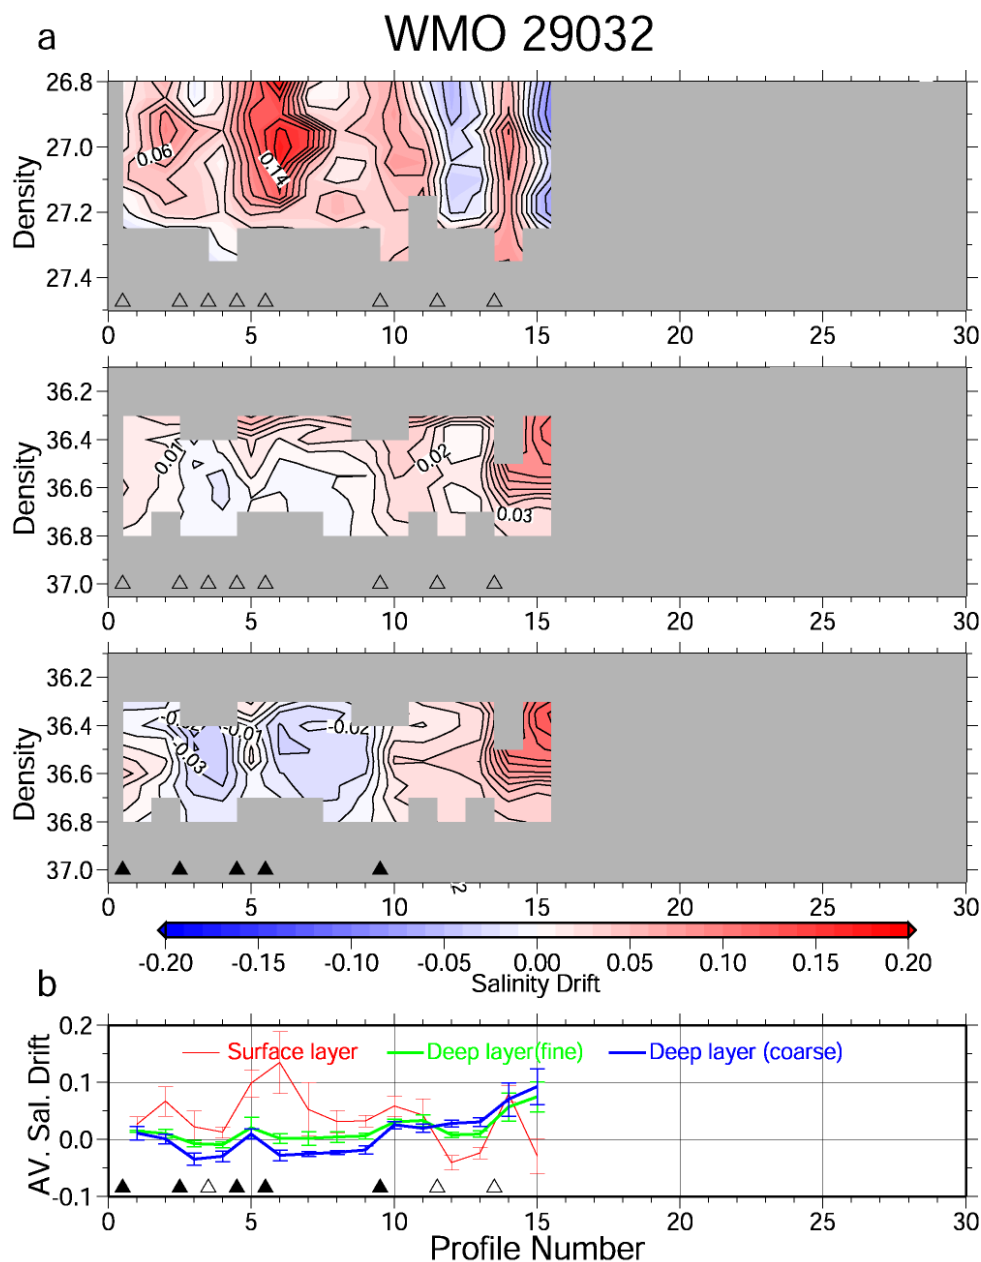 a
WMO 29032
26.8
27.0
27.2
27.4
Density
0.06
0.14
0 5 10 15 20 25 30
36.2
36.4
36.6
36.8
37.0
Density
0.01
0.02
0.03
0 5 10 15 20 25 30
36.2
36.4
36.6
36.8
37.0
Density
-0.02
-0.01
-0.02
-0.03
2
0 5 10 15 20 25 30
-0.20 -0.15 -0.10 -0.05 0.00 0.05 0.10 0.15 0.20
Salinity Drift
b
0.2
0.1
0.0
-0.1
AV. Sal. Drift
Surface layer Deep layer(fine) Deep layer (coarse)
0 5 10 15 20 25 30
Profile Number